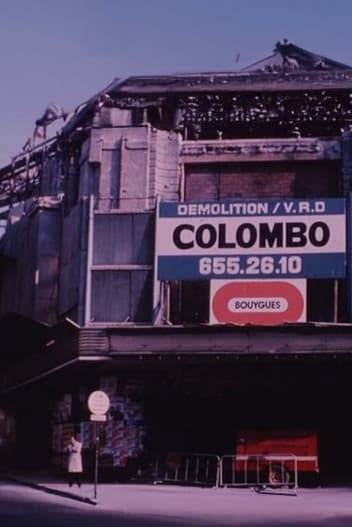 DEMOLITION / V.R.D
COLOMBO
655.26.10
BOUYGUES